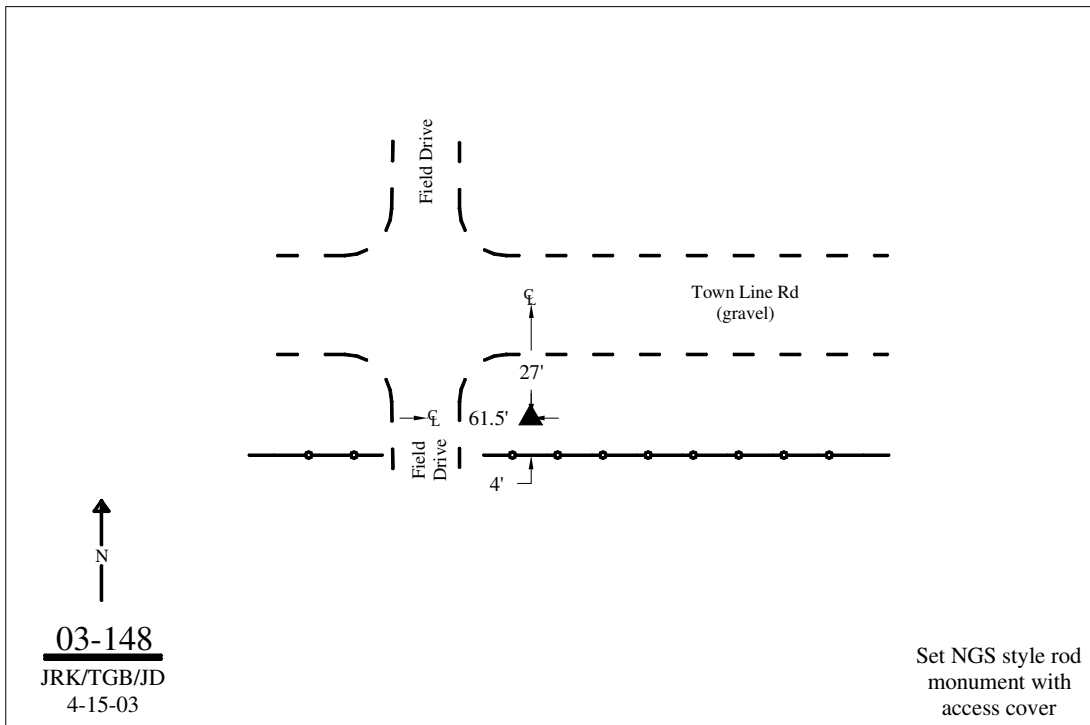 Field Drive
℄
Town Line Rd
(gravel)
27'
℄
61.5'
Field
Drive
4'
N
03-148
JRK/TGB/JD
4-15-03
Set NGS style rod
monument with
access cover